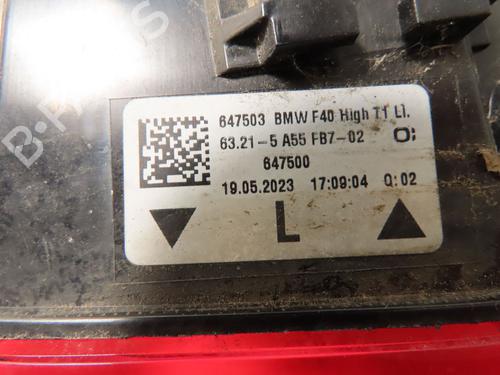 647503 BMW F40 High T1 Li.
63.21-5 A55 FB7-02 O:
647500
19.05.2023 17:09:04 Q:02
L